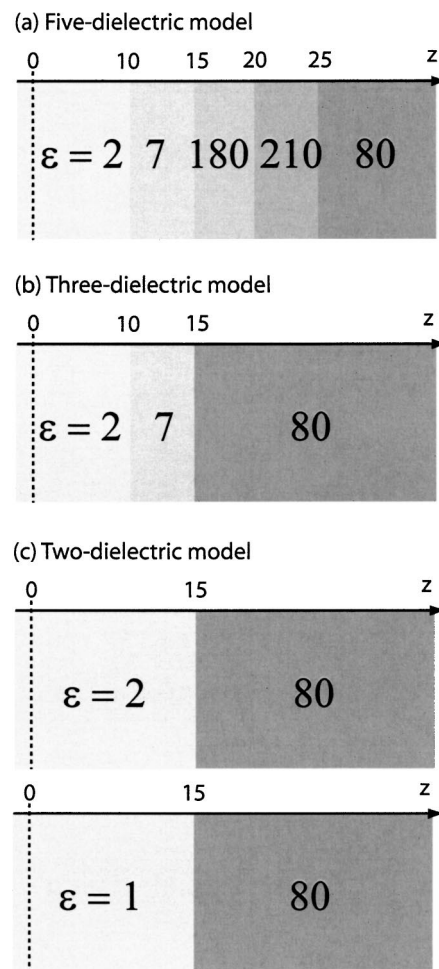 (a) Five-dielectric model
0 10 15 20 25 z
ε = 2 7 180 210 80
(b) Three-dielectric model
0 10 15 z
ε = 2 7 80
(c) Two-dielectric model
0 15 z
ε = 2 80
0 15 z
ε = 1 80